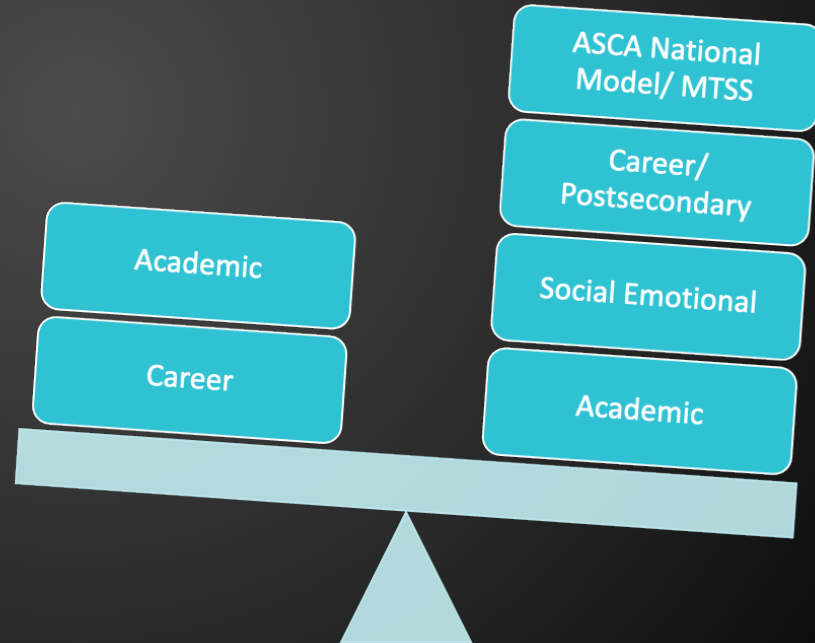 Academic
Career
ASCA National
Model/ MTSS
Career/
Postsecondary
Social Emotional
Academic